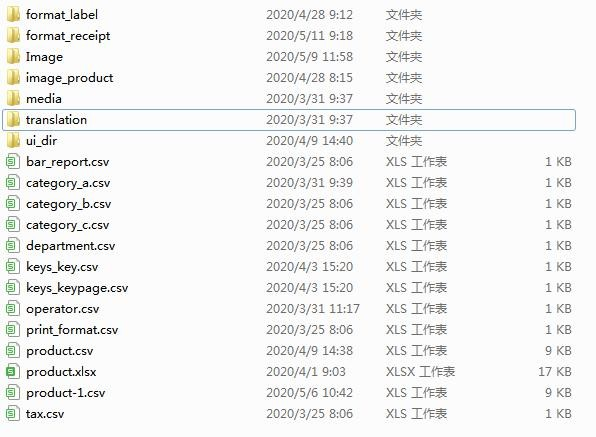 format_label 2020/4/28 9:12 文件夹
format_receipt 2020/5/11 9:18 文件夹
Image 2020/5/9 11:58 文件夹
image_product 2020/4/28 8:15 文件夹
media 2020/3/31 9:37 文件夹
translation 2020/3/31 9:37 文件夹
ui_dir 2020/4/9 14:40 文件夹
bar_report.csv 2020/3/25 8:06 XLS 工作表 1 KB
category_a.csv 2020/3/31 9:39 XLS 工作表 1 KB
category_b.csv 2020/3/25 8:06 XLS 工作表 1 KB
category_c.csv 2020/3/25 8:06 XLS 工作表 1 KB
department.csv 2020/3/25 8:06 XLS 工作表 1 KB
keys_key.csv 2020/4/3 15:20 XLS 工作表 1 KB
keys_keypage.csv 2020/4/3 15:20 XLS 工作表 1 KB
operator.csv 2020/3/31 11:17 XLS 工作表 1 KB
print_format.csv 2020/3/25 8:06 XLS 工作表 1 KB
product.csv 2020/4/9 14:38 XLS 工作表 9 KB
product.xlsx 2020/4/1 9:03 XLSX 工作表 17 KB
product-1.csv 2020/5/6 10:42 XLS 工作表 9 KB
tax.csv 2020/3/25 8:06 XLS 工作表 1 KB